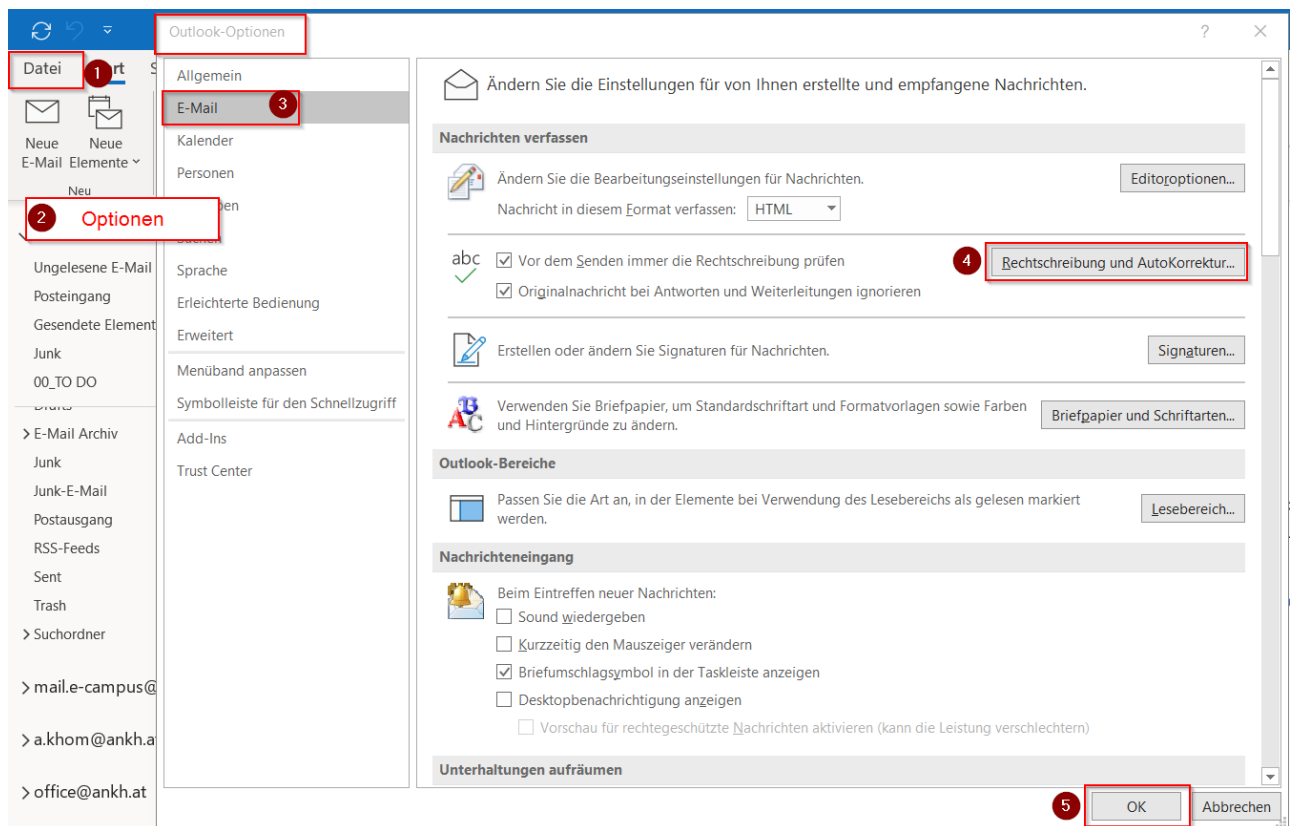 Outlook-Optionen
?
Datei
1
rt
S
Neue
E-Mail
Neue
Elemente
Neu
2 Optionen
Ungelesene E-Mail
Posteingang
Gesendete Element
Junk
00_TO DO
Drafts
E-Mail Archiv
Junk
Junk-E-Mail
Postausgang
RSS-Feeds
Sent
Trash
Suchordner
mail.e-campus@
a.khom@ankh.a
office@ankh.at
Allgemein
E-Mail 3
Kalender
Personen
ben
Suchen
Sprache
Erleichterte Bedienung
Erweitert
Menüband anpassen
Symbolleiste für den Schnellzugriff
Add-Ins
Trust Center
Ändern Sie die Einstellungen für von Ihnen erstellte und empfangene Nachrichten.
Nachrichten verfassen
Ändern Sie die Bearbeitungseinstellungen für Nachrichten.
Editoroptionen...
Nachricht in diesem Format verfassen: HTML
abc
Vor dem Senden immer die Rechtschreibung prüfen
4 Rechtschreibung und AutoKorrektur...
Originalnachricht bei Antworten und Weiterleitungen ignorieren
Erstellen oder ändern Sie Signaturen für Nachrichten.
Signaturen...
ABC
Verwenden Sie Briefpapier, um Standardschriftart und Formatvorlagen sowie Farben
und Hintergründe zu ändern.
Briefpapier und Schriftarten...
Outlook-Bereiche
Passen Sie die Art an, in der Elemente bei Verwendung des Lesebereichs als gelesen markiert
werden.
Lesebereich...
Nachrichteneingang
Beim Eintreffen neuer Nachrichten:
Sound wiedergeben
Kurzzeitig den Mauszeiger verändern
Briefumschlagsymbol in der Taskleiste anzeigen
Desktopbenachrichtigung anzeigen
Vorschau für rechtegeschützte Nachrichten aktivieren (kann die Leistung verschlechtern)
Unterhaltungen aufräumen
5 OK
Abbrechen